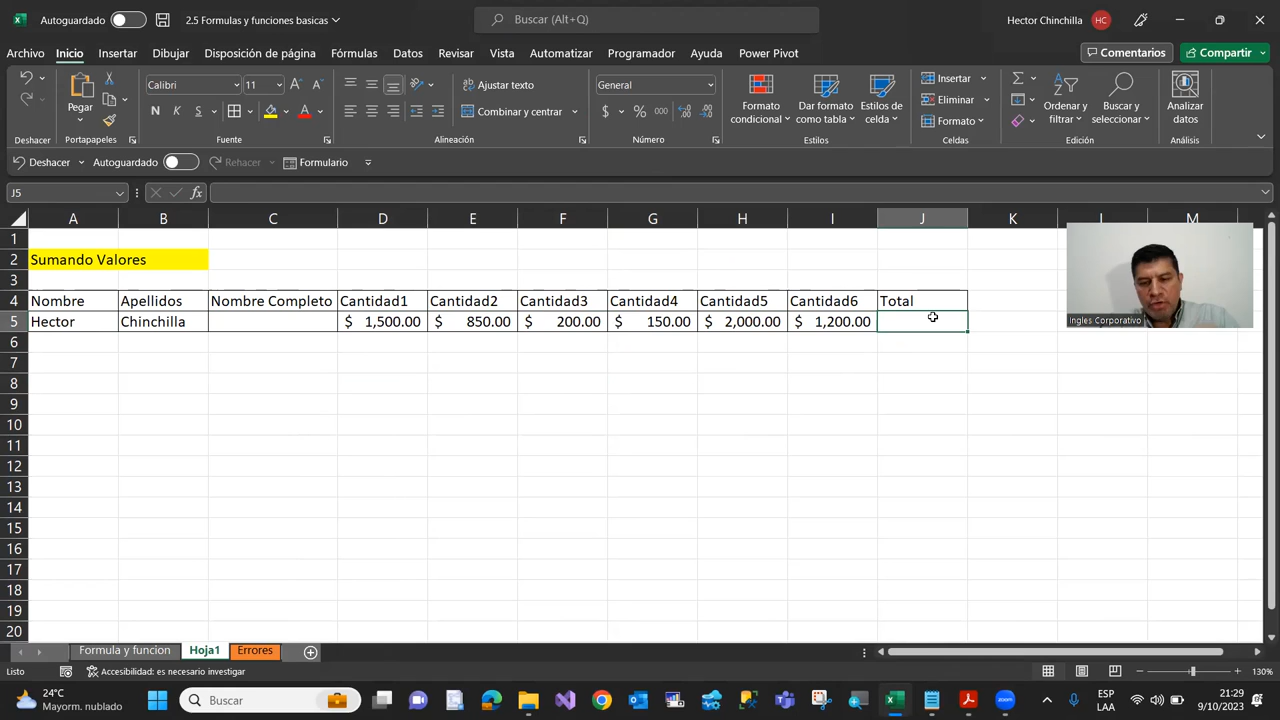 Autoguardado 2.5 Formulas y funciones basicas Buscar (Alt+Q) Hector Chinchilla HC
Archivo Inicio Insertar Dibujar Disposición de página Fórmulas Datos Revisar Vista Automatizar Programador Ayuda Power Pivot Comentarios Compartir
Pegar Calibri 11 Ajustar texto General Formato condicional Dar formato como tabla Estilos de celda Insertar Ordenar y filtrar Buscar y seleccionar Analizar datos
N K S Combinar y centrar $ % 000 Eliminar
Formato
Deshacer Portapapeles Fuente Alineación Número Estilos Celdas Edición Análisis
Deshacer Autoguardado Rehacer Formulario
J5 fx
A B C D E F G H I J K L M
1
2 Sumando Valores
3
4 Nombre Apellidos Nombre Completo Cantidad1 Cantidad2 Cantidad3 Cantidad4 Cantidad5 Cantidad6 Total
5 Hector Chinchilla $ 1,500.00 $ 850.00 $ 200.00 $ 150.00 $ 2,000.00 $ 1,200.00
Ingles Corporativo
6
7
8
9
10
11
12
13
14
15
16
17
18
19
20
Formula y funcion Hoja1 Errores
Listo Accesibilidad: es necesario investigar 130%
24°C
Mayorm. nublado
Buscar
ESP
LAA
21:29
9/10/2023